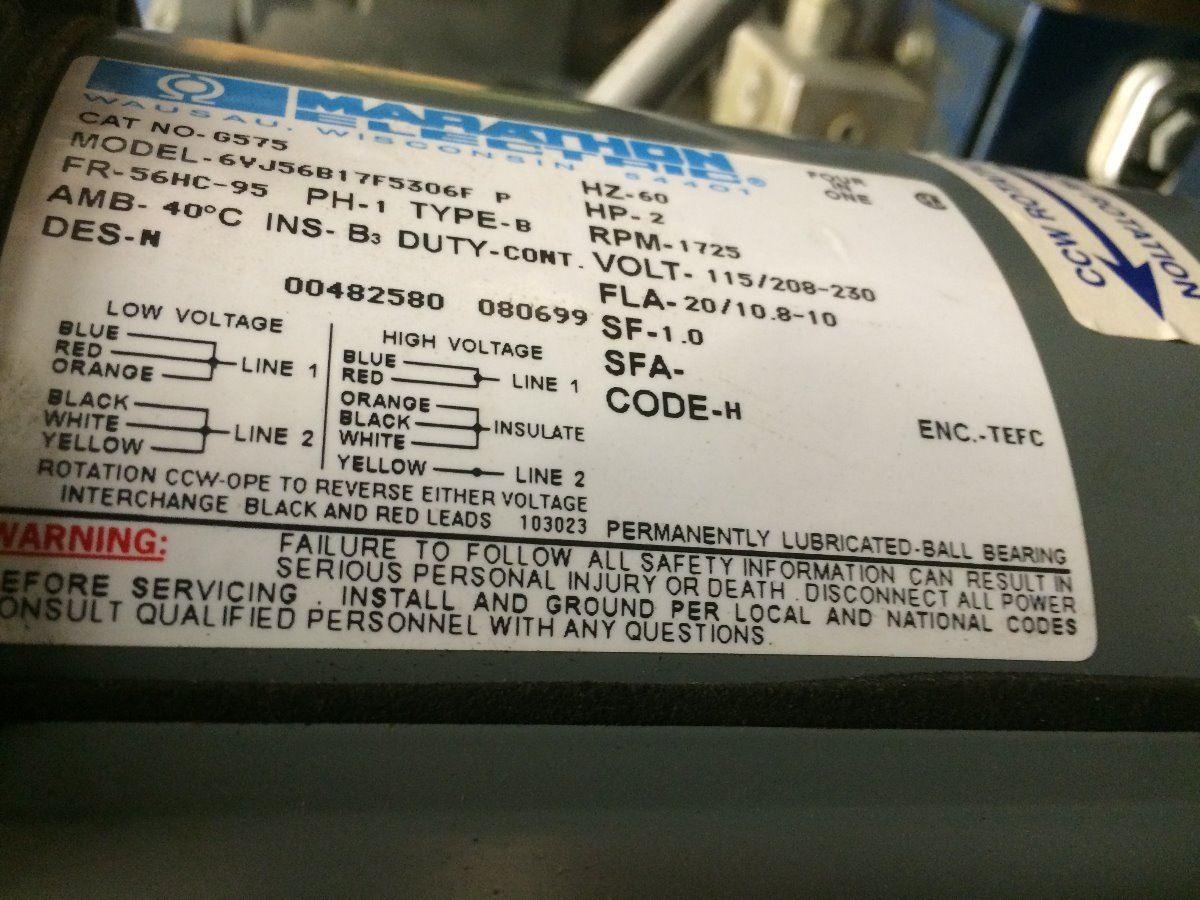 MARATHON
ELECTRIC®
WAUSAU, WISCONSIN 54401
CAT NO-G575
MODEL-6VJ56B17F5306F P
FR-56HC-95 PH-1 TYPE-B
AMB- 40°C INS- B3 DUTY-CONT.
DES-N
HZ-60
HP-2
RPM-1725
VOLT- 115/208-230
FLA-20/10.8-10
SF-1.0
SFA-
CODE-H
FOUR
IN
ONE
ENC.-TEFC
00482580 080699
LOW VOLTAGE
BLUE
RED
ORANGE
LINE 1
BLACK
WHITE
YELLOW
LINE 2
HIGH VOLTAGE
BLUE
RED
LINE 1
ORANGE
BLACK
WHITE
INSULATE
YELLOW
LINE 2
ROTATION CCW-OPE TO REVERSE EITHER VOLTAGE
INTERCHANGE BLACK AND RED LEADS 103023
PERMANENTLY LUBRICATED-BALL BEARING
WARNING:
FAILURE TO FOLLOW ALL SAFETY INFORMATION CAN RESULT IN
SERIOUS PERSONAL INJURY OR DEATH. DISCONNECT ALL POWER
EFORE SERVICING. INSTALL AND GROUND PER LOCAL AND NATIONAL CODES
ONSULT QUALIFIED PERSONNEL WITH ANY QUESTIONS.
CCW